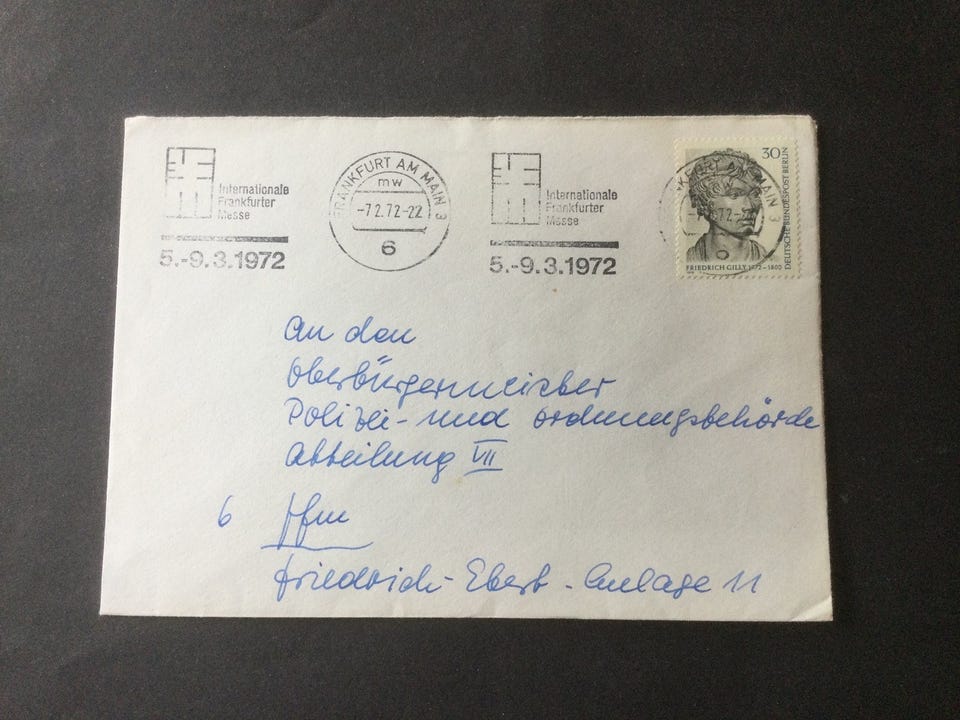 Internationale
Frankfurter
Messe
5.-9.3.1972
FRANKFURT AM MAIN 3
mw
-7.2.72-22
6
Internationale
Frankfurter
Messe
5.-9.3.1972
30
DEUTSCHE BUNDESPOST BERLIN
FRIEDRICH GILLY 1772-1800
An den
Oberbürgermeister
Polizei- und Ordnungsbehörde
Abteilung VII
6 Ffm
Friedrich-Ebert-Anlage 11